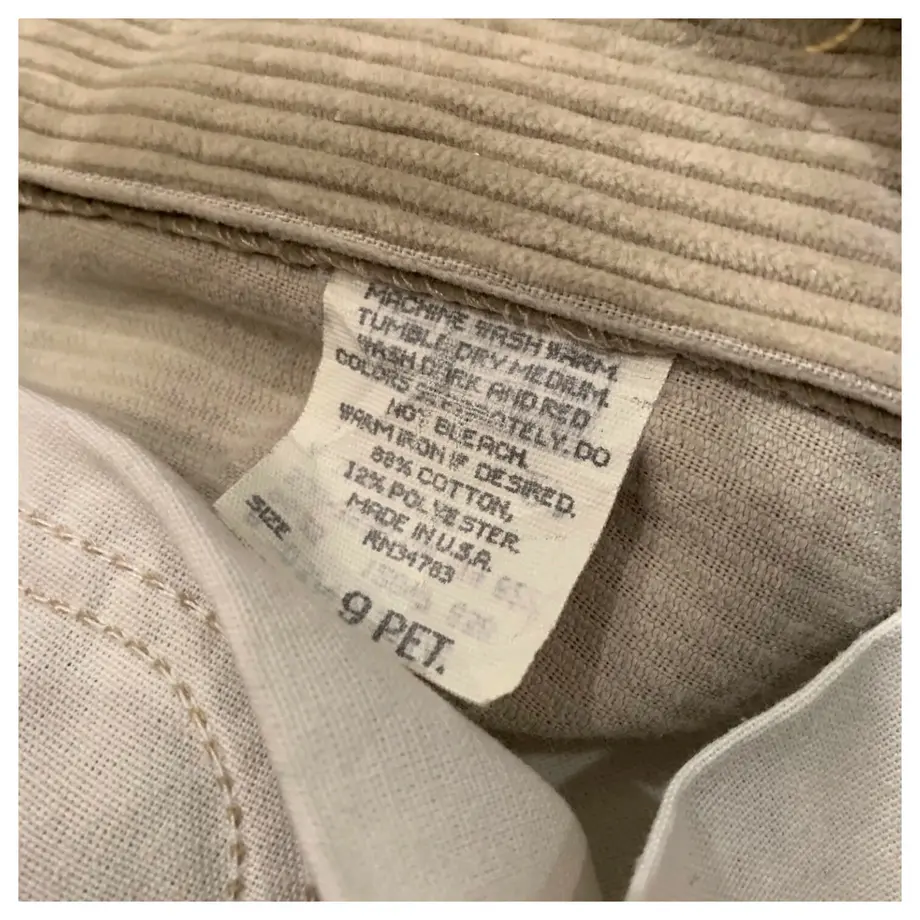 MACHINE WASH WARM.
TUMBLE DRY MEDIUM.
WASH DARK AND RED
COLORS SEPARATELY. DO
NOT BLEACH.
WARM IRON IF DESIRED.
88% COTTON,
12% POLYESTER.
MADE IN U.S.A.
RN34783
SIZE
9 PET.